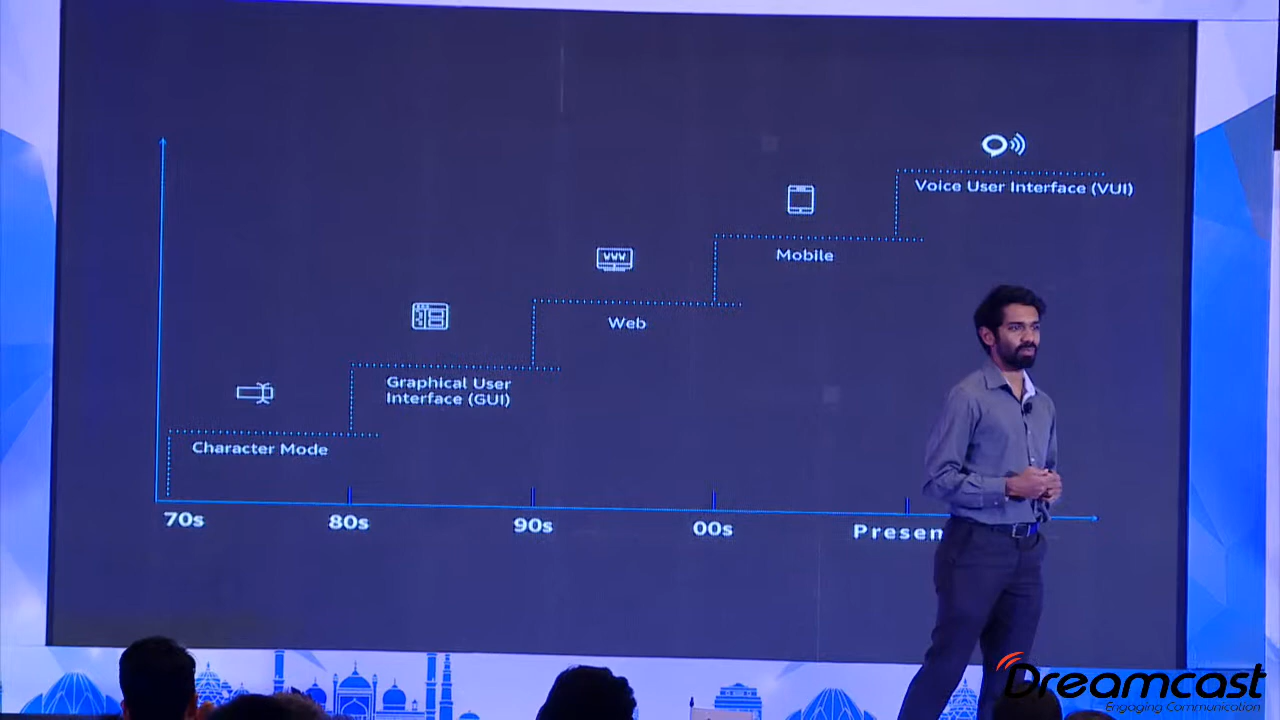 Voice User Interface (VUI)
Mobile
WWW
Web
Graphical User
Interface (GUI)
Character Mode
70s
80s
90s
00s
Presen
Dreamcast
Engaging Communication